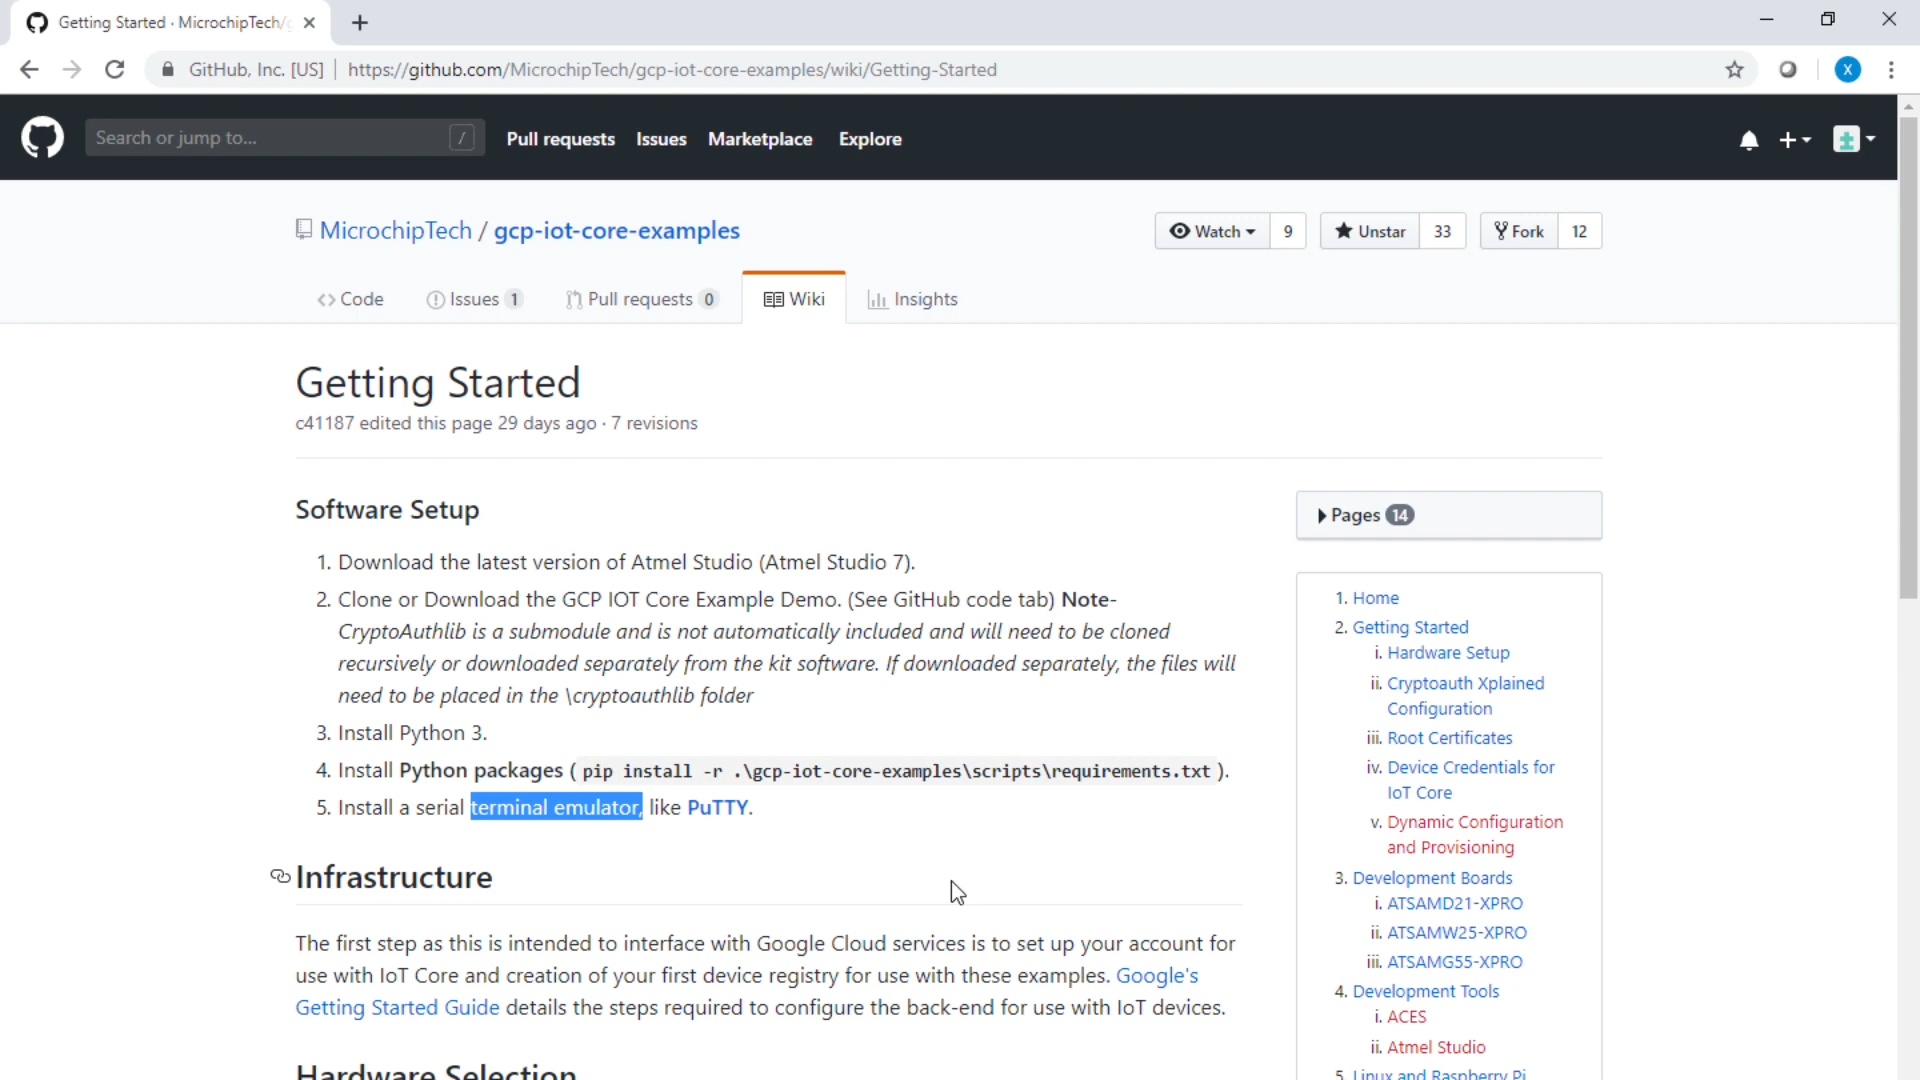 Getting Started · MicrochipTech/g
GitHub, Inc. [US] https://github.com/MicrochipTech/gcp-iot-core-examples/wiki/Getting-Started
X
Search or jump to... /
Pull requests Issues Marketplace Explore
MicrochipTech / gcp-iot-core-examples
Watch 9 Unstar 33 Fork 12
Code Issues 1 Pull requests 0 Wiki Insights
Getting Started
c41187 edited this page 29 days ago · 7 revisions
Software Setup
1. Download the latest version of Atmel Studio (Atmel Studio 7).
2. Clone or Download the GCP IOT Core Example Demo. (See GitHub code tab) Note-
CryptoAuthlib is a submodule and is not automatically included and will need to be cloned
recursively or downloaded separately from the kit software. If downloaded separately, the files will
need to be placed in the \cryptoauthlib folder
3. Install Python 3.
4. Install Python packages ( pip install -r .\gcp-iot-core-examples\scripts\requirements.txt ).
5. Install a serial terminal emulator, like PuTTY.
Infrastructure
The first step as this is intended to interface with Google Cloud services is to set up your account for
use with IoT Core and creation of your first device registry for use with these examples. Google's
Getting Started Guide details the steps required to configure the back-end for use with IoT devices.
Hardware Selection
Pages 14
1. Home
2. Getting Started
i. Hardware Setup
ii. Cryptoauth Xplained
Configuration
iii. Root Certificates
iv. Device Credentials for
IoT Core
v. Dynamic Configuration
and Provisioning
3. Development Boards
i. ATSAMD21-XPRO
ii. ATSAMW25-XPRO
iii. ATSAMG55-XPRO
4. Development Tools
i. ACES
ii. Atmel Studio
5. Linux and Raspberry Pi